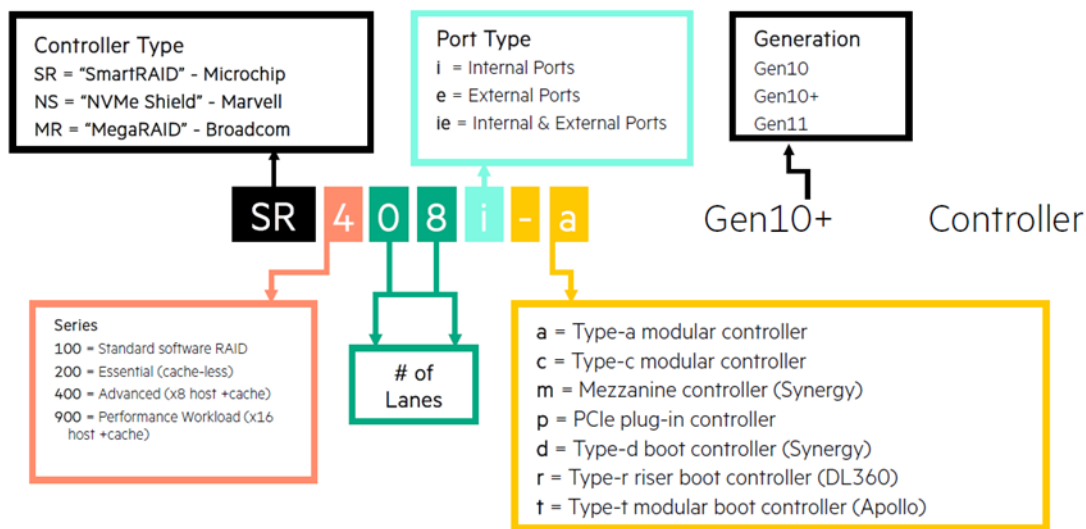 Controller Type
SR = “SmartRAID” - Microchip
NS = “NVMe Shield” - Marvell
MR = “MegaRAID” - Broadcom
Port Type
i = Internal Ports
e = External Ports
ie = Internal & External Ports
Generation
Gen10
Gen10+
Gen11
SR 4 0 8 i - a Gen10+ Controller
Series
100 = Standard software RAID
200 = Essential (cache-less)
400 = Advanced (x8 host +cache)
900 = Performance Workload (x16
host +cache)
# of
Lanes
a = Type-a modular controller
c = Type-c modular controller
m = Mezzanine controller (Synergy)
p = PCIe plug-in controller
d = Type-d boot controller (Synergy)
r = Type-r riser boot controller (DL360)
t = Type-t modular boot controller (Apollo)